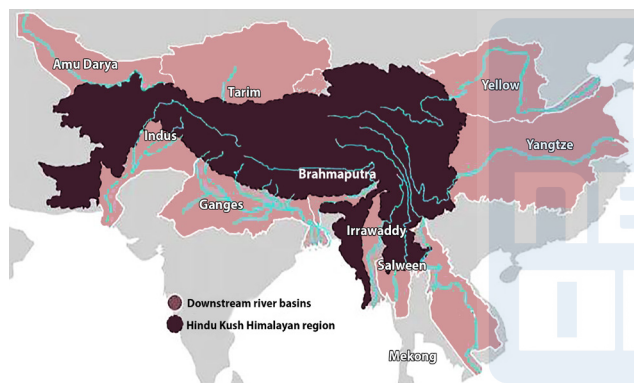 Amu Darya
Tarim
Yellow
Indus
Yangtze
Brahmaputra
Ganges
Irrawaddy
Salween
Downstream river basins
Hindu Kush Himalayan region
Mekong